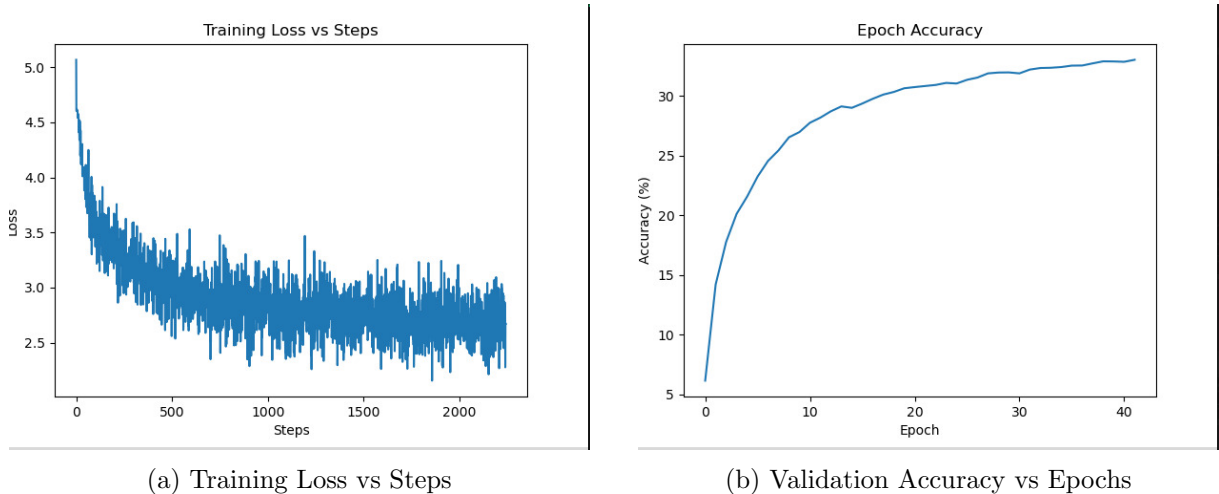 Training Loss vs Steps
5.0
4.5
4.0
3.5
3.0
2.5
Loss
0 500 1000 1500 2000
Steps
(a) Training Loss vs Steps
Epoch Accuracy
30
25
20
15
10
5
Accuracy (%)
0 10 20 30 40
Epoch
(b) Validation Accuracy vs Epochs